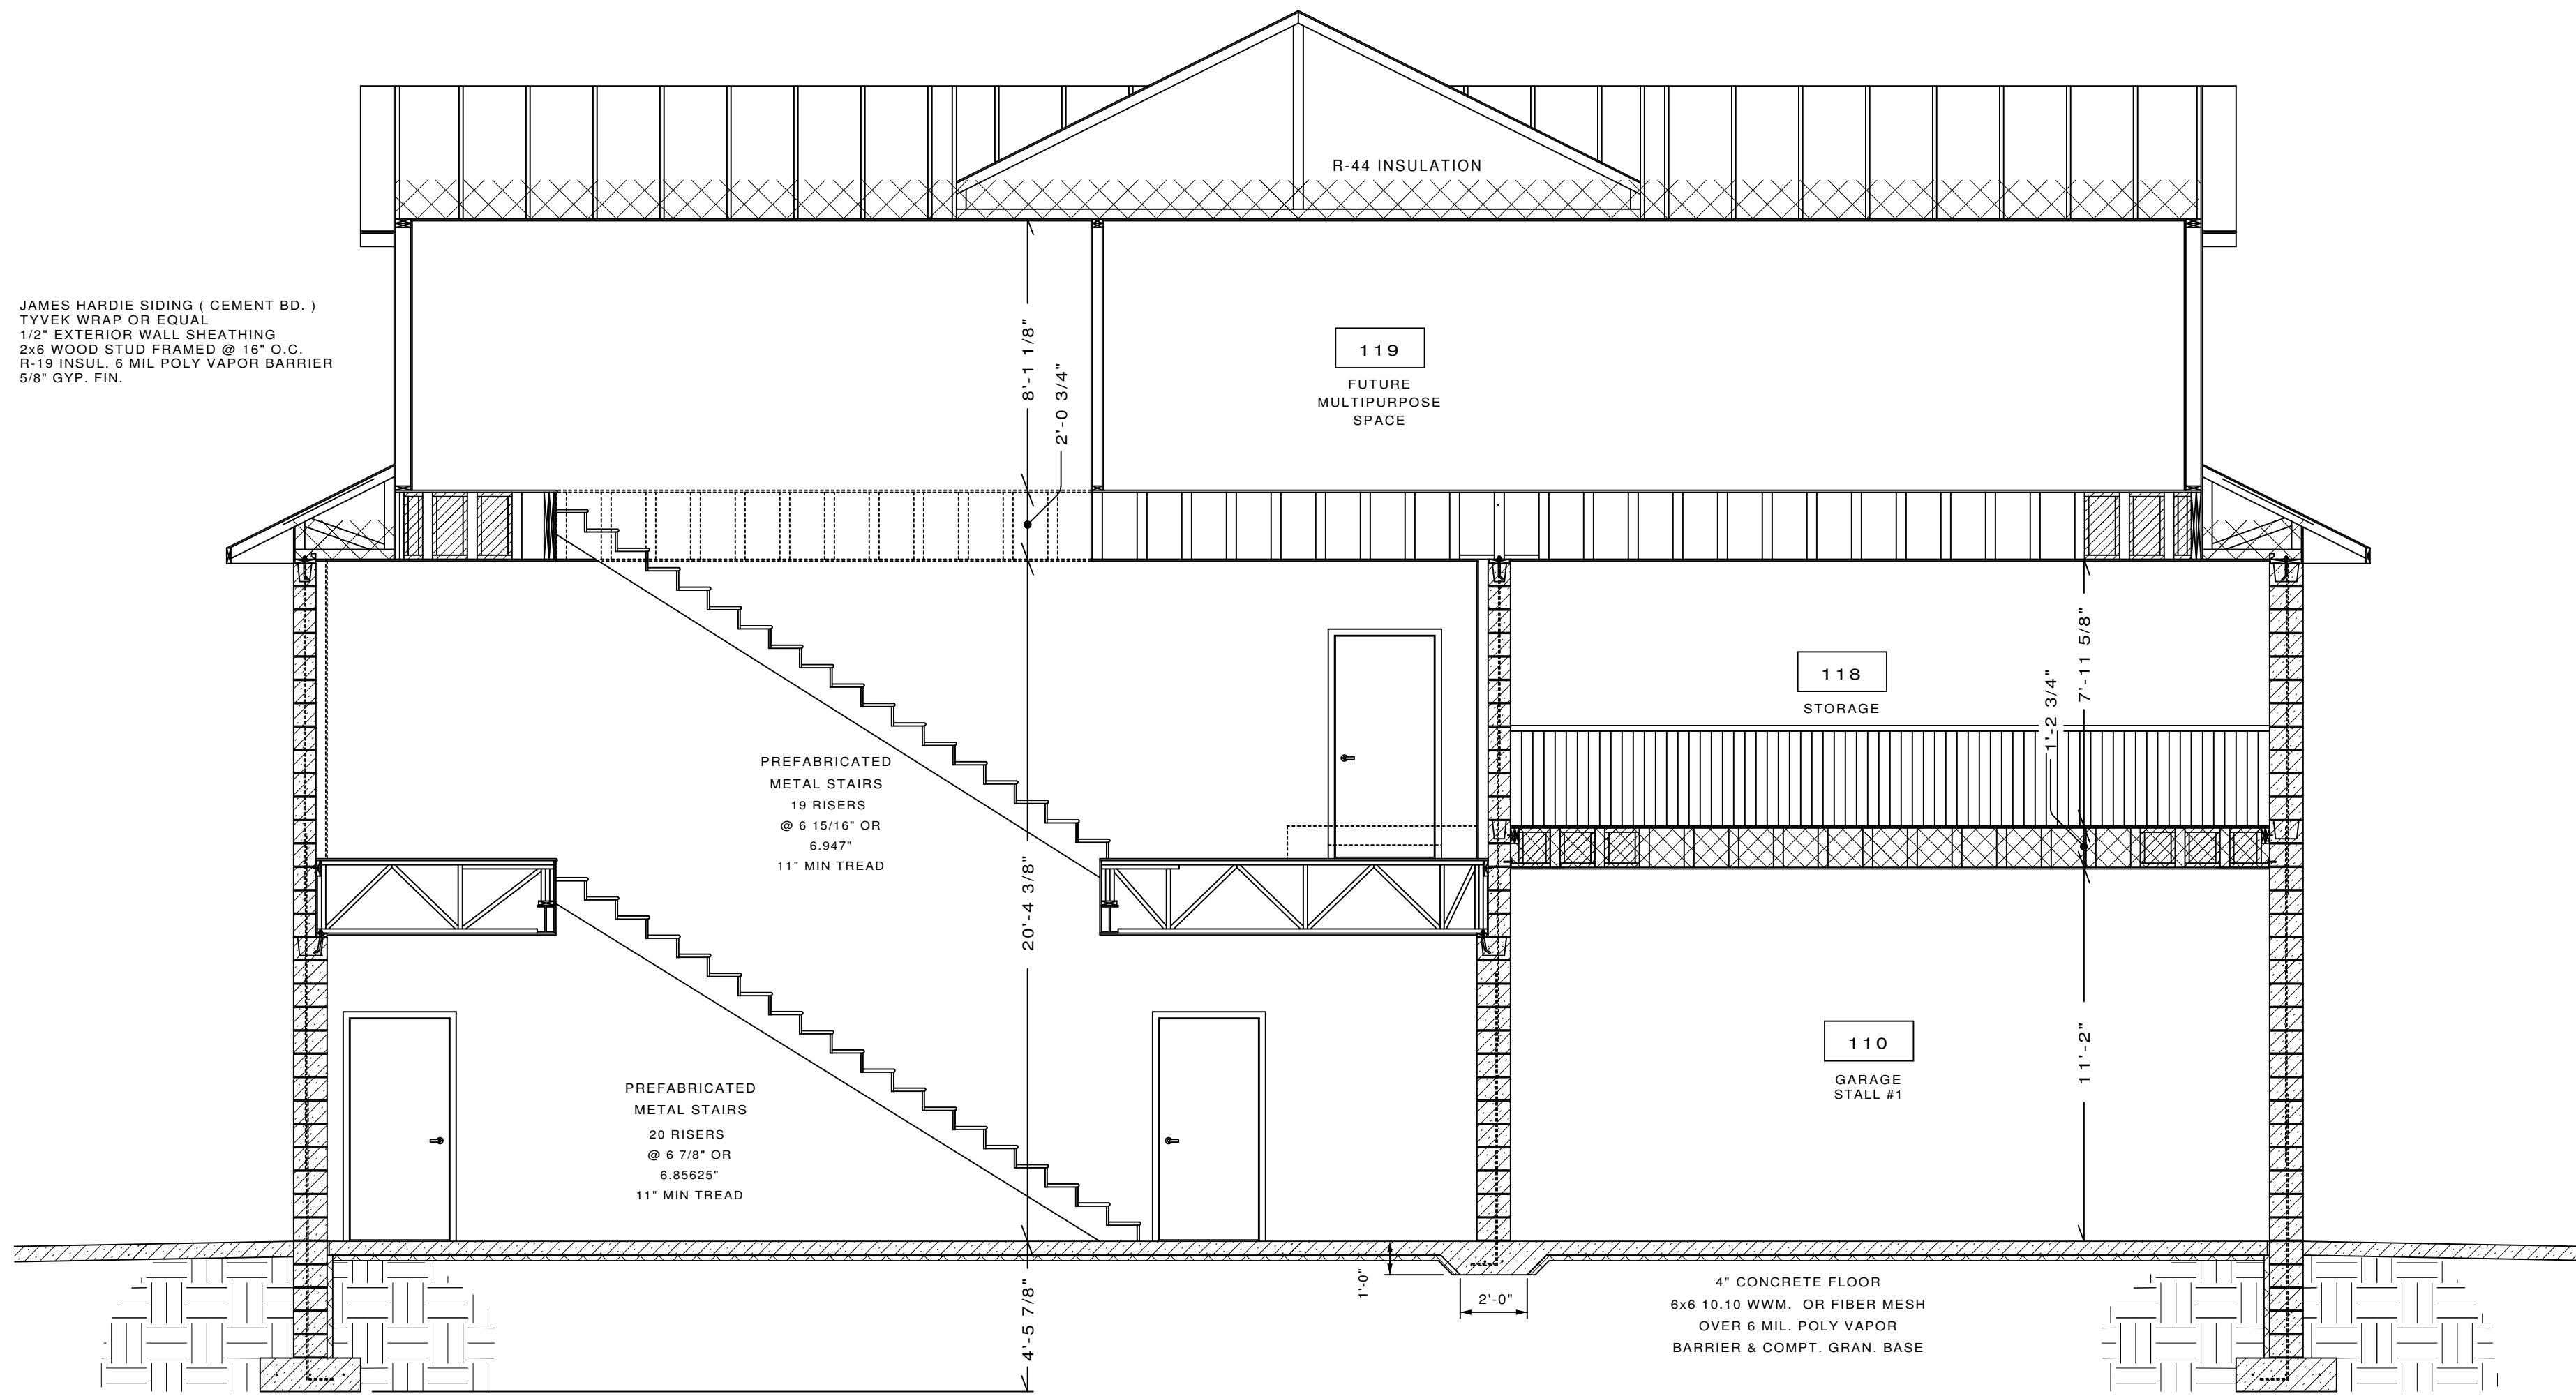 R-44 INSULATION
JAMES HARDIE SIDING ( CEMENT BD. )
TYVEK WRAP OR EQUAL
1/2" EXTERIOR WALL SHEATHING
2x6 WOOD STUD FRAMED @ 16" O.C.
R-19 INSUL. 6 MIL POLY VAPOR BARRIER
5/8" GYP. FIN.
8'-1 1/8"
2'-0 3/4"
119
FUTURE
MULTIPURPOSE
SPACE
7'-11 5/8"
1'-2 3/4"
118
STORAGE
PREFABRICATED
METAL STAIRS
19 RISERS
@ 6 15/16" OR
6.947"
11" MIN TREAD
20'-4 3/8"
110
GARAGE
STALL #1
11'-2"
PREFABRICATED
METAL STAIRS
20 RISERS
@ 6 7/8" OR
6.85625"
11" MIN TREAD
4'-5 7/8"
1'-0"
2'-0"
4" CONCRETE FLOOR
6x6 10.10 WWM. OR FIBER MESH
OVER 6 MIL. POLY VAPOR
BARRIER & COMPT. GRAN. BASE